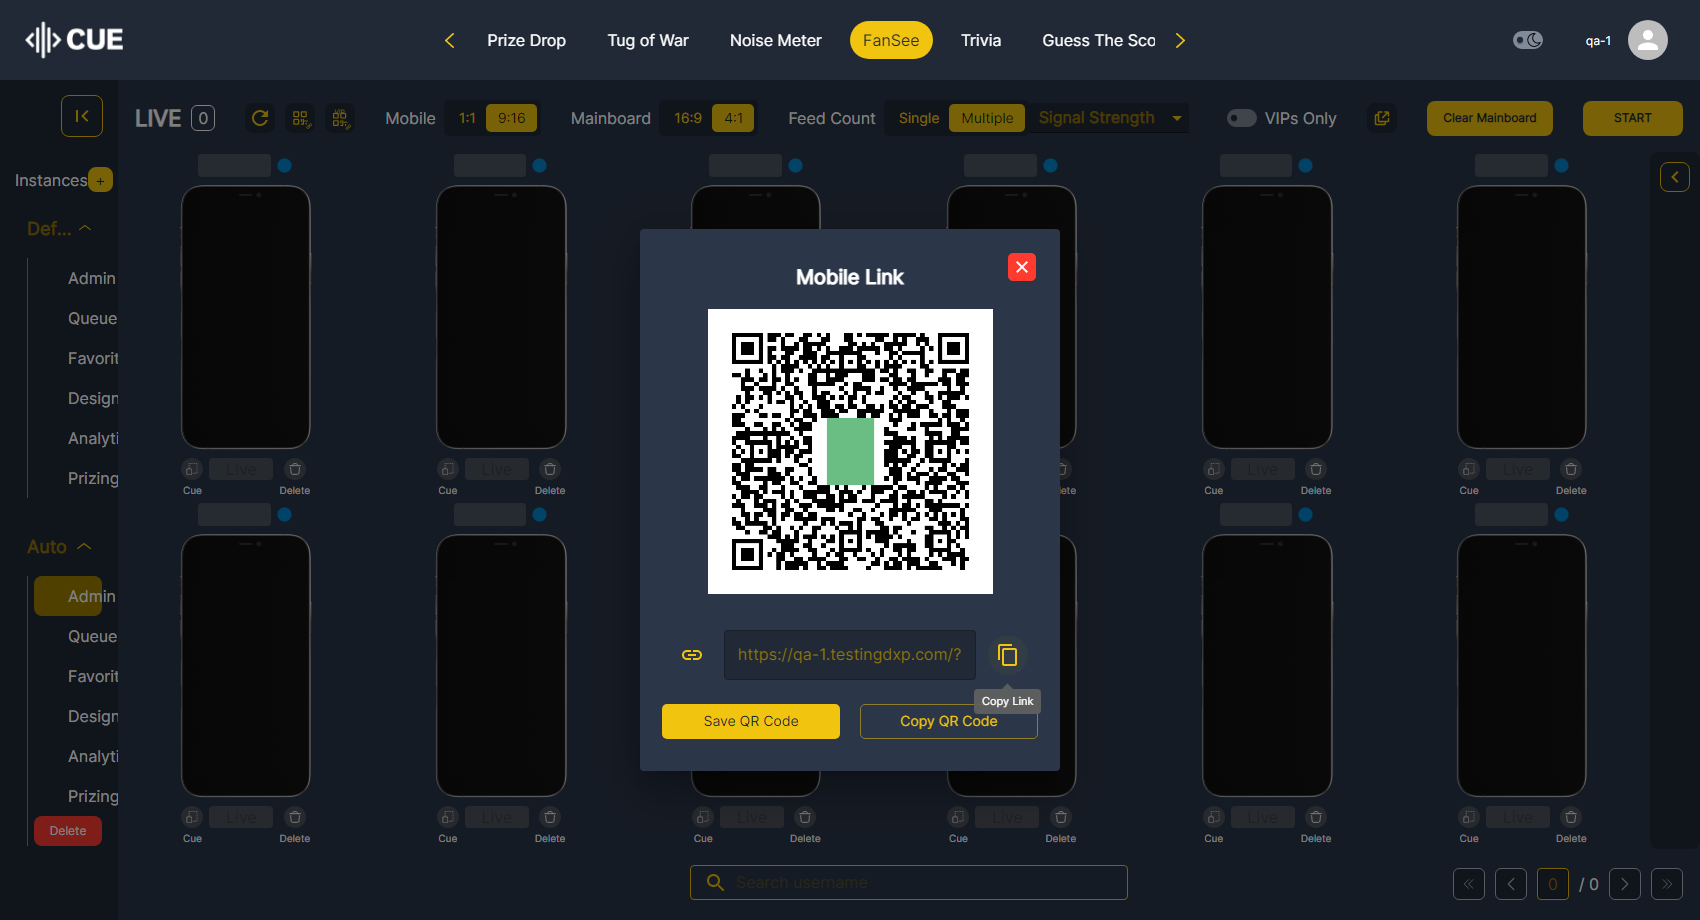 CUE
Prize Drop
Tug of War
Noise Meter
FanSee
Trivia
Guess The Sco
qa-1
LIVE 0
Mobile
1:1
9:16
Mainboard
16:9
4:1
Feed Count
Single
Multiple
Signal Strength
VIPs Only
Clear Mainboard
START
Instances +
Def...
Admin
Queue
Favorit
Design
Analyti
Prizing
Auto
Admin
Queue
Favorit
Design
Analyti
Prizing
Delete
Live
Live
Live
Live
Cue
Delete
Cue
Delete
ete
Cue
Delete
Cue
Delete
Mobile Link
https://qa-1.testingdxp.com/?
Copy Link
Save QR Code
Copy QR Code
Live
Live
Live
Live
Live
Live
Cue
Delete
Cue
Delete
Cue
Delete
Cue
Delete
Cue
Delete
Cue
Delete
Search username
0 / 0